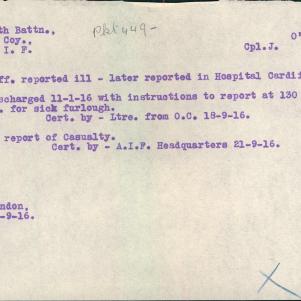 th Battn.,
Pkt 449-
Coy.,
I. F.
Cpl.J. O'
ff. reported ill - later reported in Hospital Cardif
scharged 11-1-16 with instructions to report at 130
. for sick furlough.
Cert. by - Ltre. from O.C. 18-9-16.
report of Casualty.
Cert. by - A.I.F. Headquarters 21-9-16.
ndon.
-9-16.